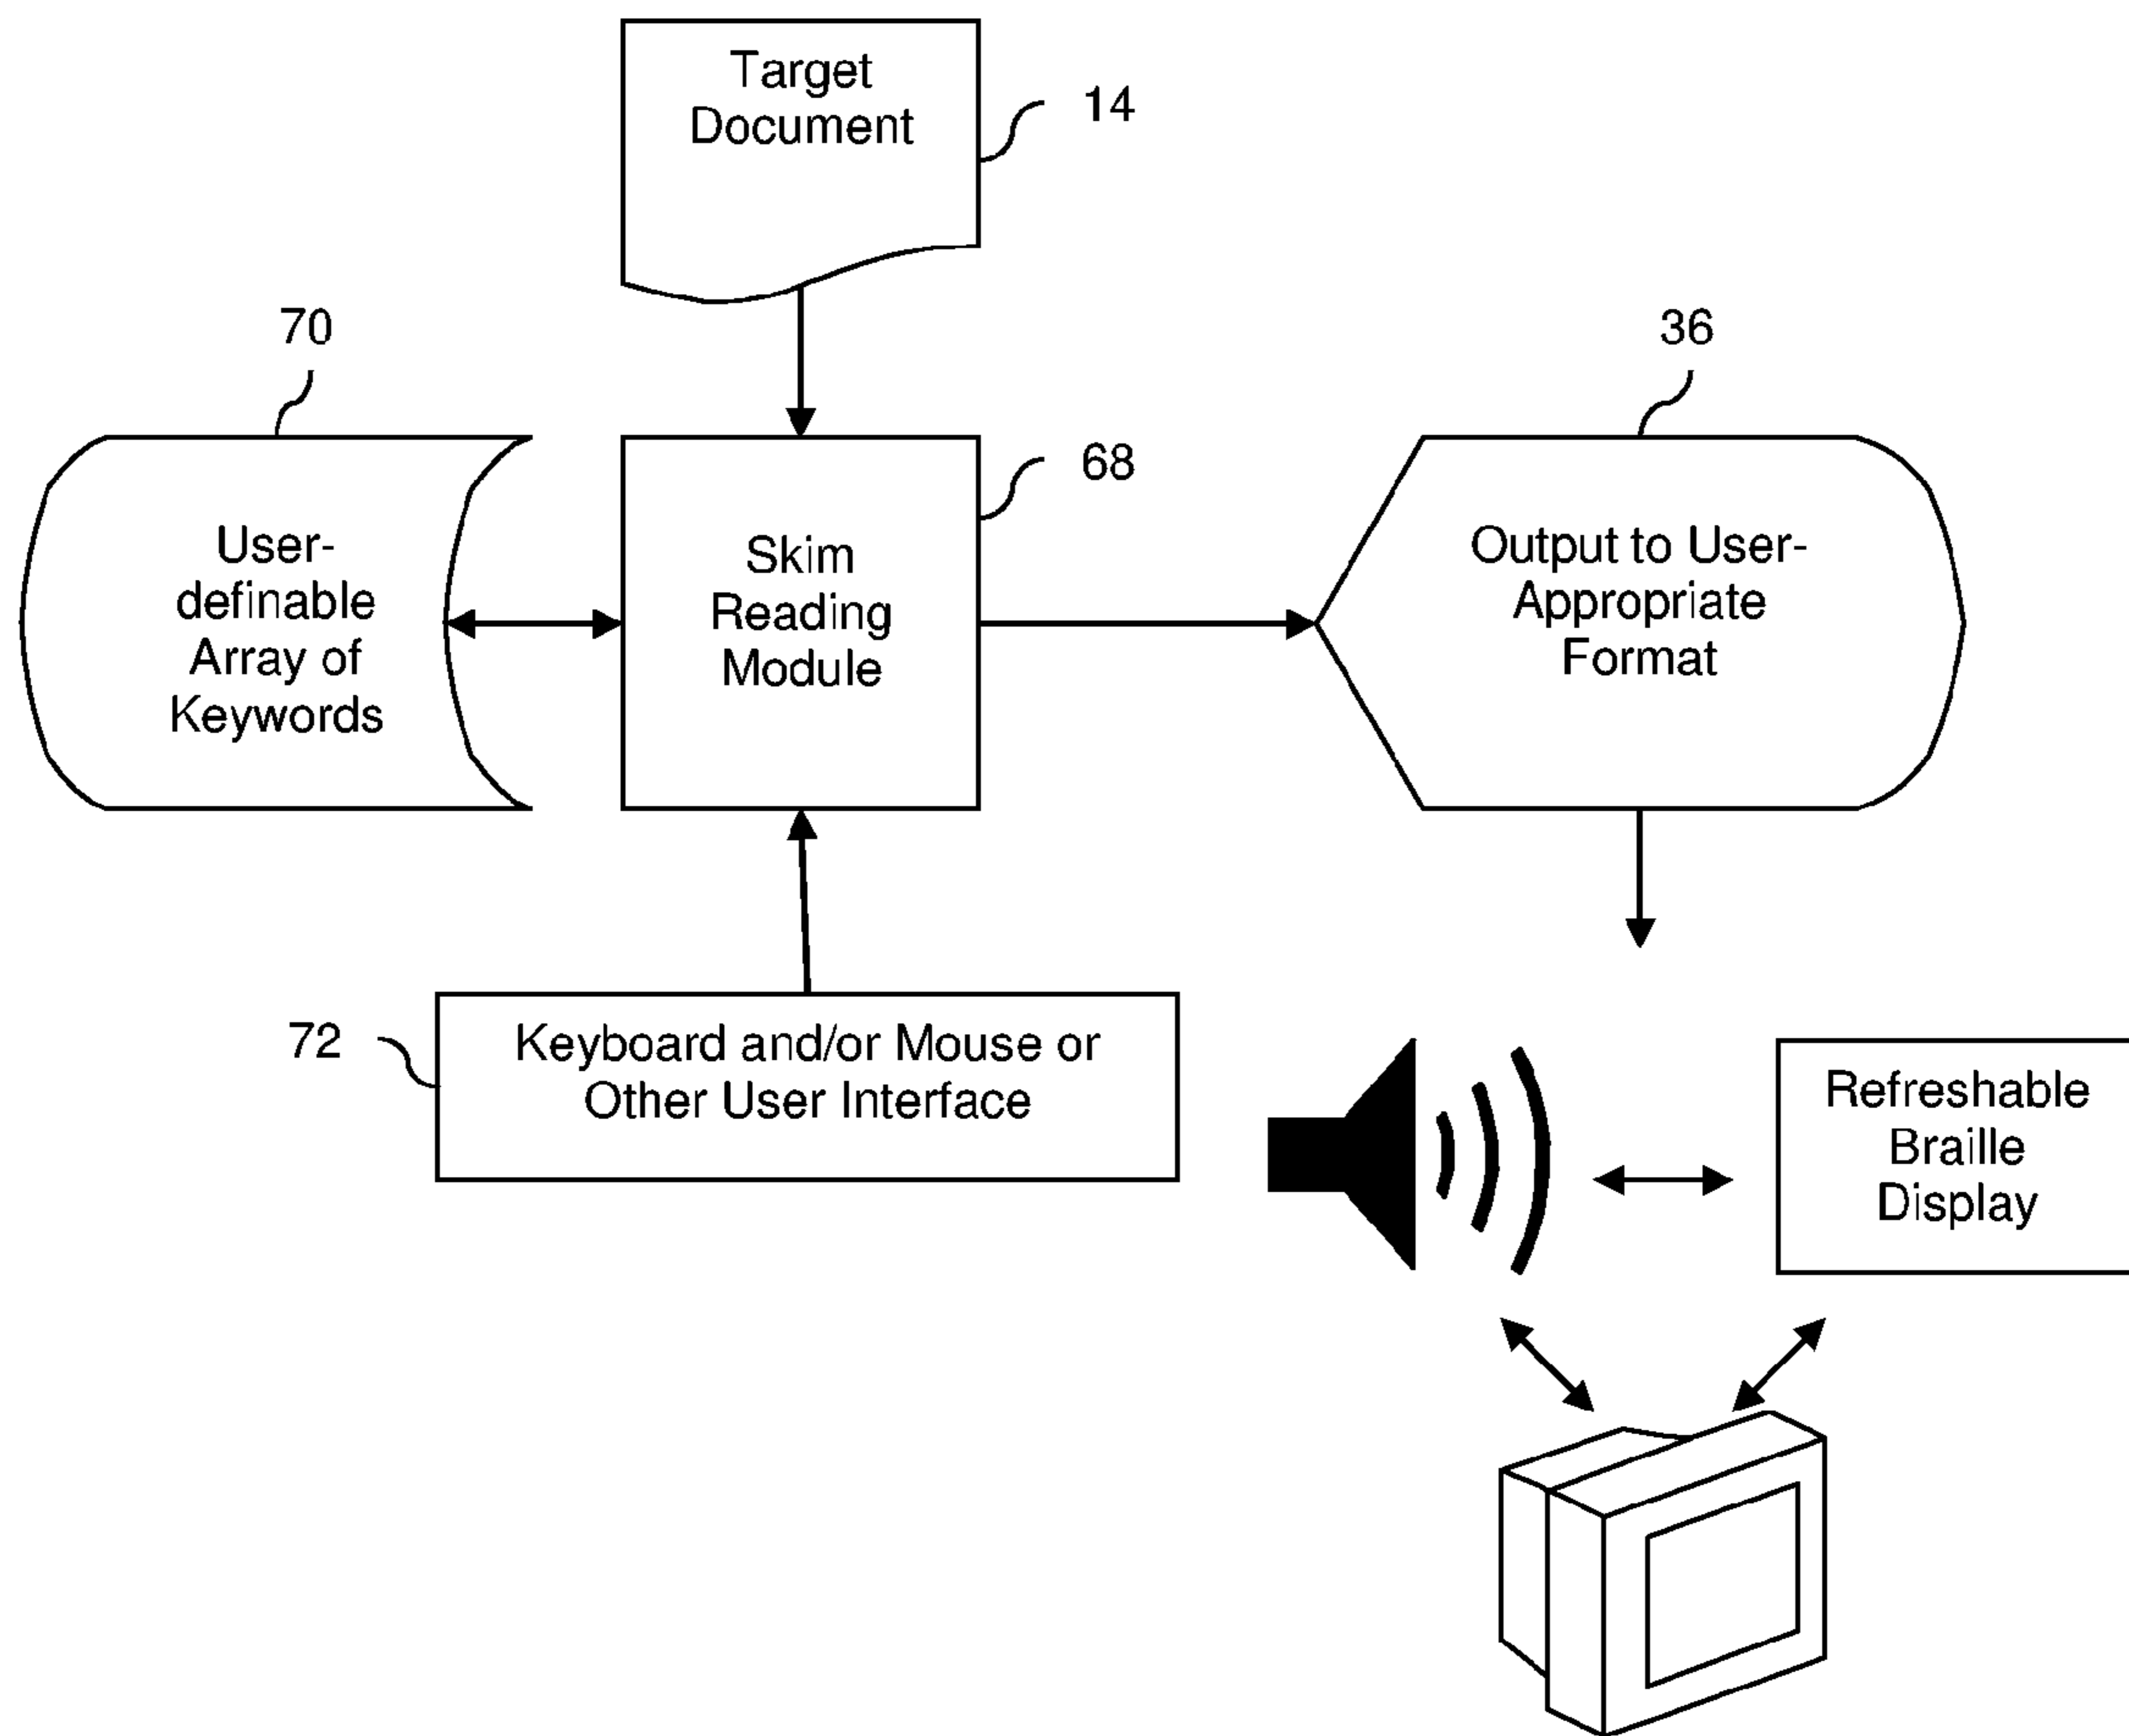 Target
Document
14
70
36
68
User-
definable
Array of
Keywords
Skim
Reading
Module
Output to User-
Appropriate
Format
72
Keyboard and/or Mouse or
Other User Interface
Refreshable
Braille
Display